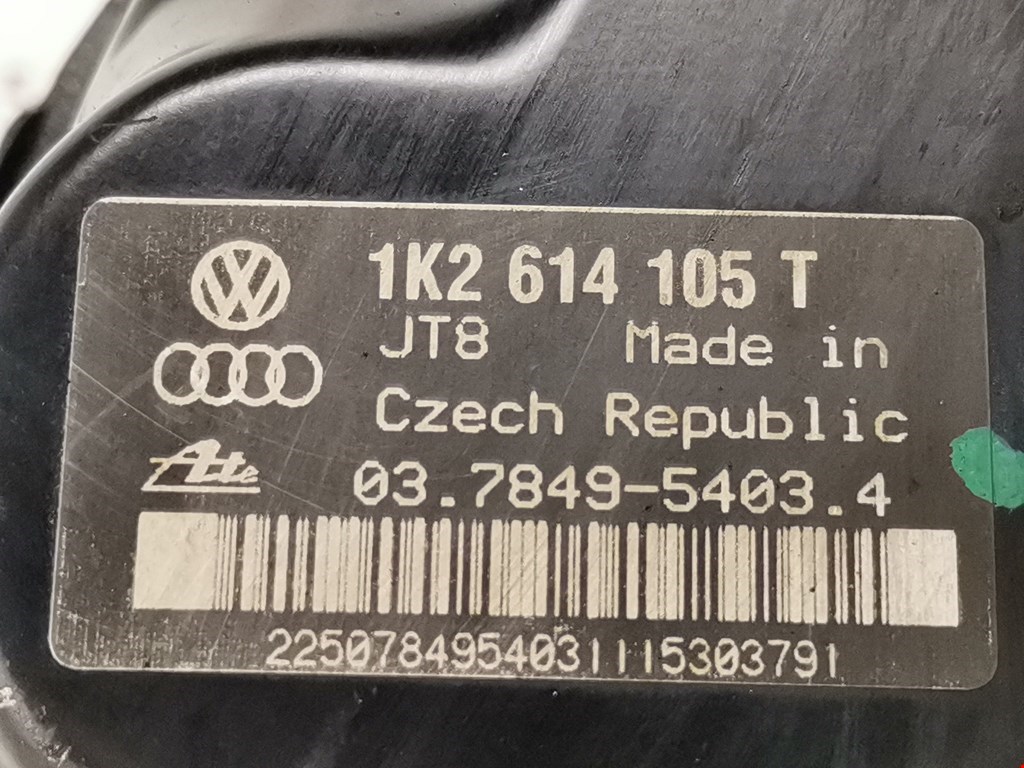 1K2 614 105 T
JT8 Made in
Czech Republic
Ate
03.7849-5403.4
2250784954031115303791